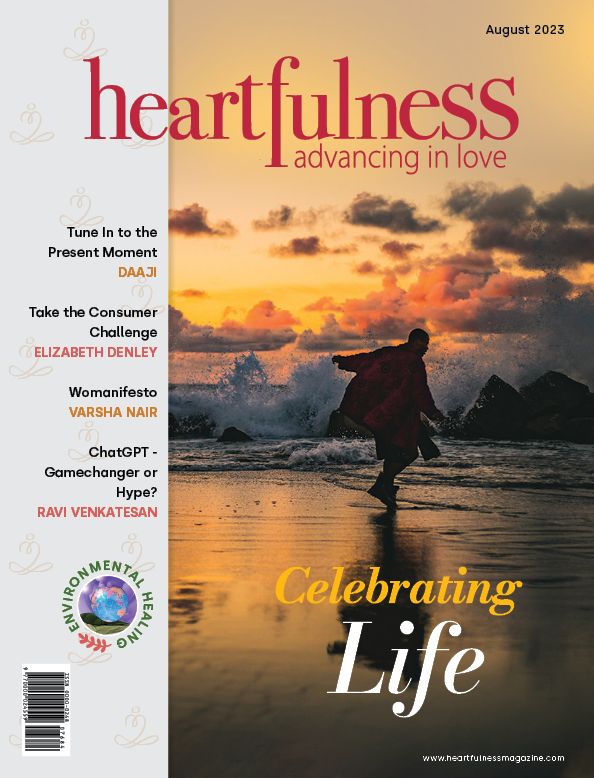 August 2023
heartfulness
advancing in love
Tune In to the
Present Moment
DAAJI
Take the Consumer
Challenge
ELIZABETH DENLEY
Womanifesto
VARSHA NAIR
ChatGPT -
Gamechanger or
Hype?
RAVI VENKATESAN
ENVIRONMENTAL HEALING
Celebrating
Life
www.heartfulnessmagazine.com